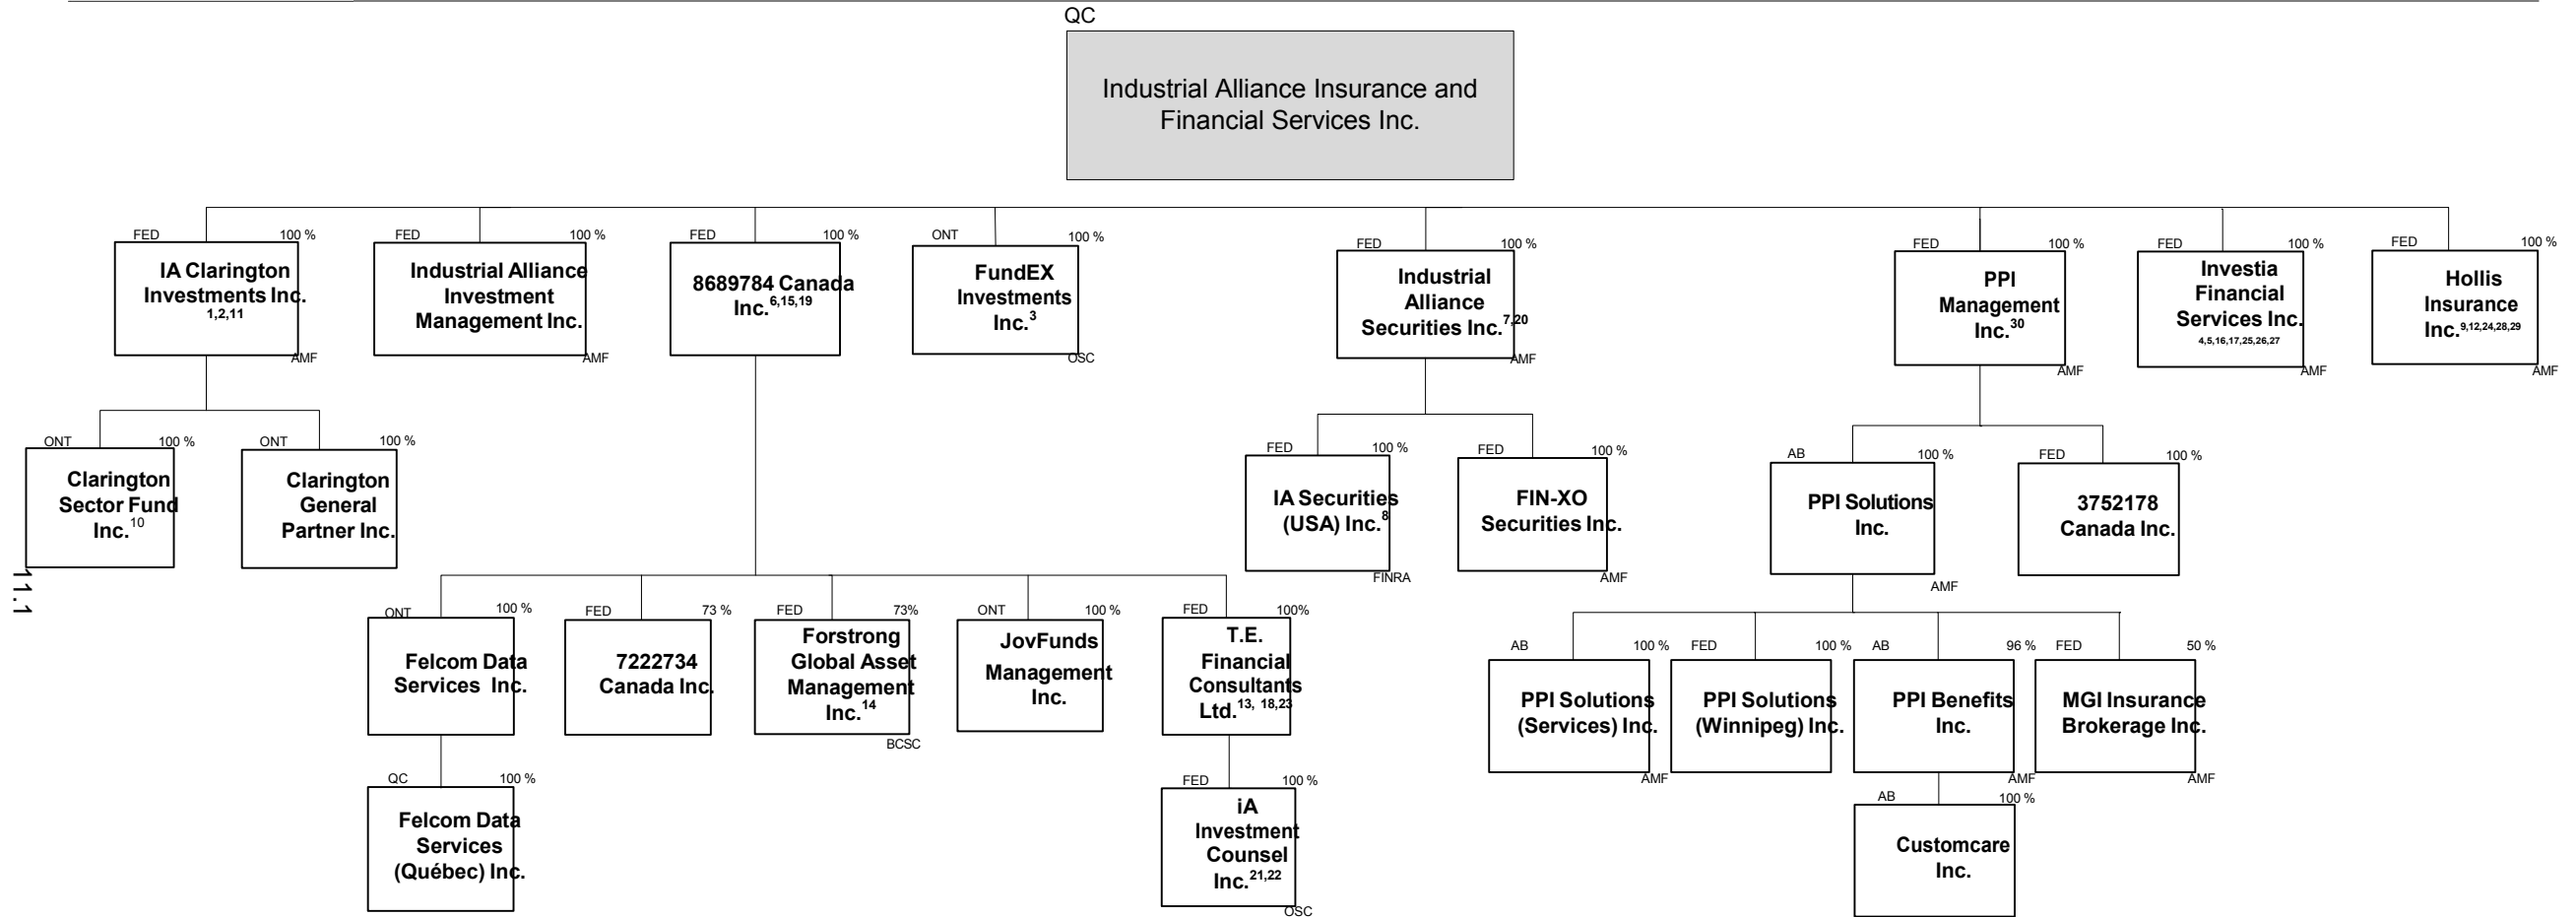 QC
Industrial Alliance Insurance and
Financial Services Inc.
FED 100 %
IA Clarington
Investments Inc.
1,2,11
AMF
FED 100 %
Industrial Alliance
Investment
Management Inc.
AMF
FED 100 %
8689784 Canada
Inc.6,15,19
ONT 100 %
FundEX
Investments
Inc.3
OSC
FED 100 %
Industrial
Alliance
Securities Inc.7,20
AMF
FED 100 %
PPI
Management
Inc.30
AMF
FED 100 %
Investia
Financial
Services Inc.
4,5,16,17,25,26,27
AMF
FED 100 %
Hollis
Insurance
Inc.9,12,24,28,29
AMF
ONT 100 %
Clarington
Sector Fund
Inc.10
ONT 100 %
Clarington
General
Partner Inc.
FED 100 %
IA Securities
(USA) Inc.8
FINRA
FED 100 %
FIN-XO
Securities Inc.
AMF
AB 100 %
PPI Solutions
Inc.
AMF
FED 100 %
3752178
Canada Inc.
11.1
ONT 100 %
Felcom Data
Services Inc.
FED 73 %
7222734
Canada Inc.
FED 73%
Forstrong
Global Asset
Management
Inc.14
BCSC
ONT 100 %
JovFunds
Management
Inc.
FED 100%
T.E.
Financial
Consultants
Ltd.13, 18,23
AB 100 %
PPI Solutions
(Services) Inc.
AMF
FED 100 %
PPI Solutions
(Winnipeg) Inc.
AB 96 %
PPI Benefits
Inc.
AMF
FED 50 %
MGI Insurance
Brokerage Inc.
AMF
QC 100 %
Felcom Data
Services
(Québec) Inc.
FED 100 %
iA
Investment
Counsel
Inc.21,22
OSC
AB 100 %
Customcare
Inc.